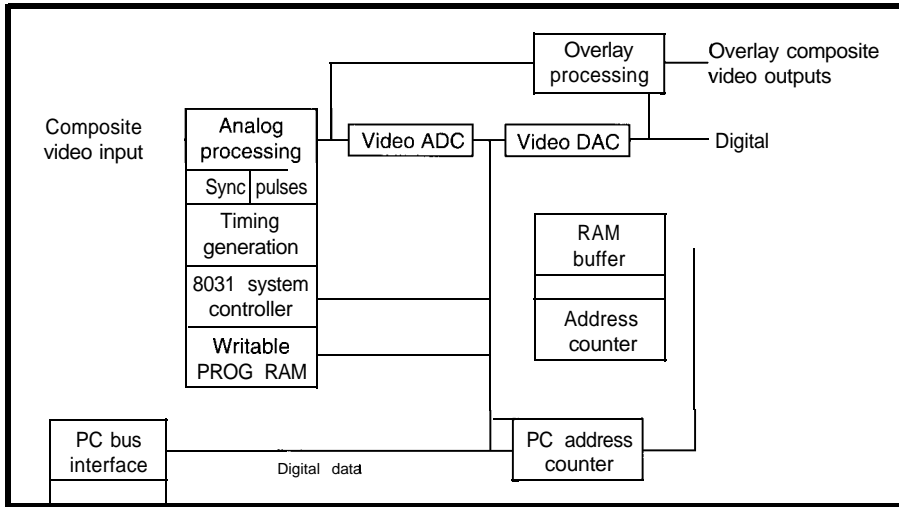 Overlay
processing
Overlay composite
video outputs
Composite
video input
Analog
processing
Video ADC
Video DAC
Digital
Sync pulses
Timing
generation
RAM
buffer
8031 system
controller
Address
counter
Writable
PROG RAM
PC bus
interface
Digital data
PC address
counter